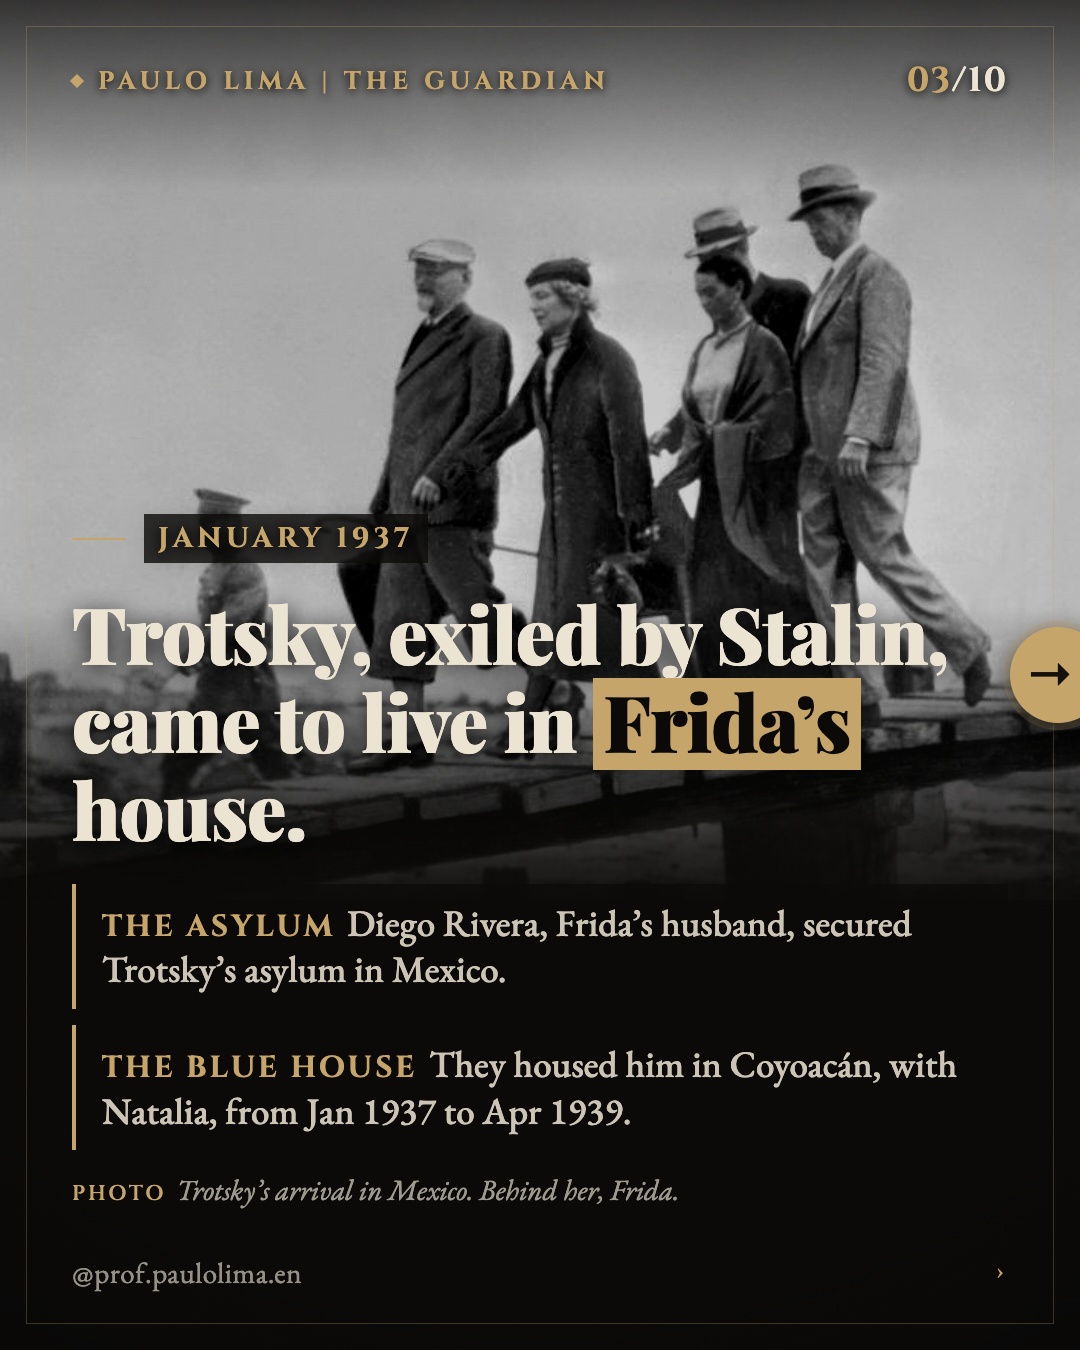 ◆ PAULO LIMA | THE GUARDIAN
03/10
JANUARY 1937
Trotsky, exiled by Stalin,
came to live in Frida’s
house.
THE ASYLUM Diego Rivera, Frida’s husband, secured
Trotsky’s asylum in Mexico.
THE BLUE HOUSE They housed him in Coyoacán, with
Natalia, from Jan 1937 to Apr 1939.
PHOTO Trotsky’s arrival in Mexico. Behind her, Frida.
@prof.paulolima.en